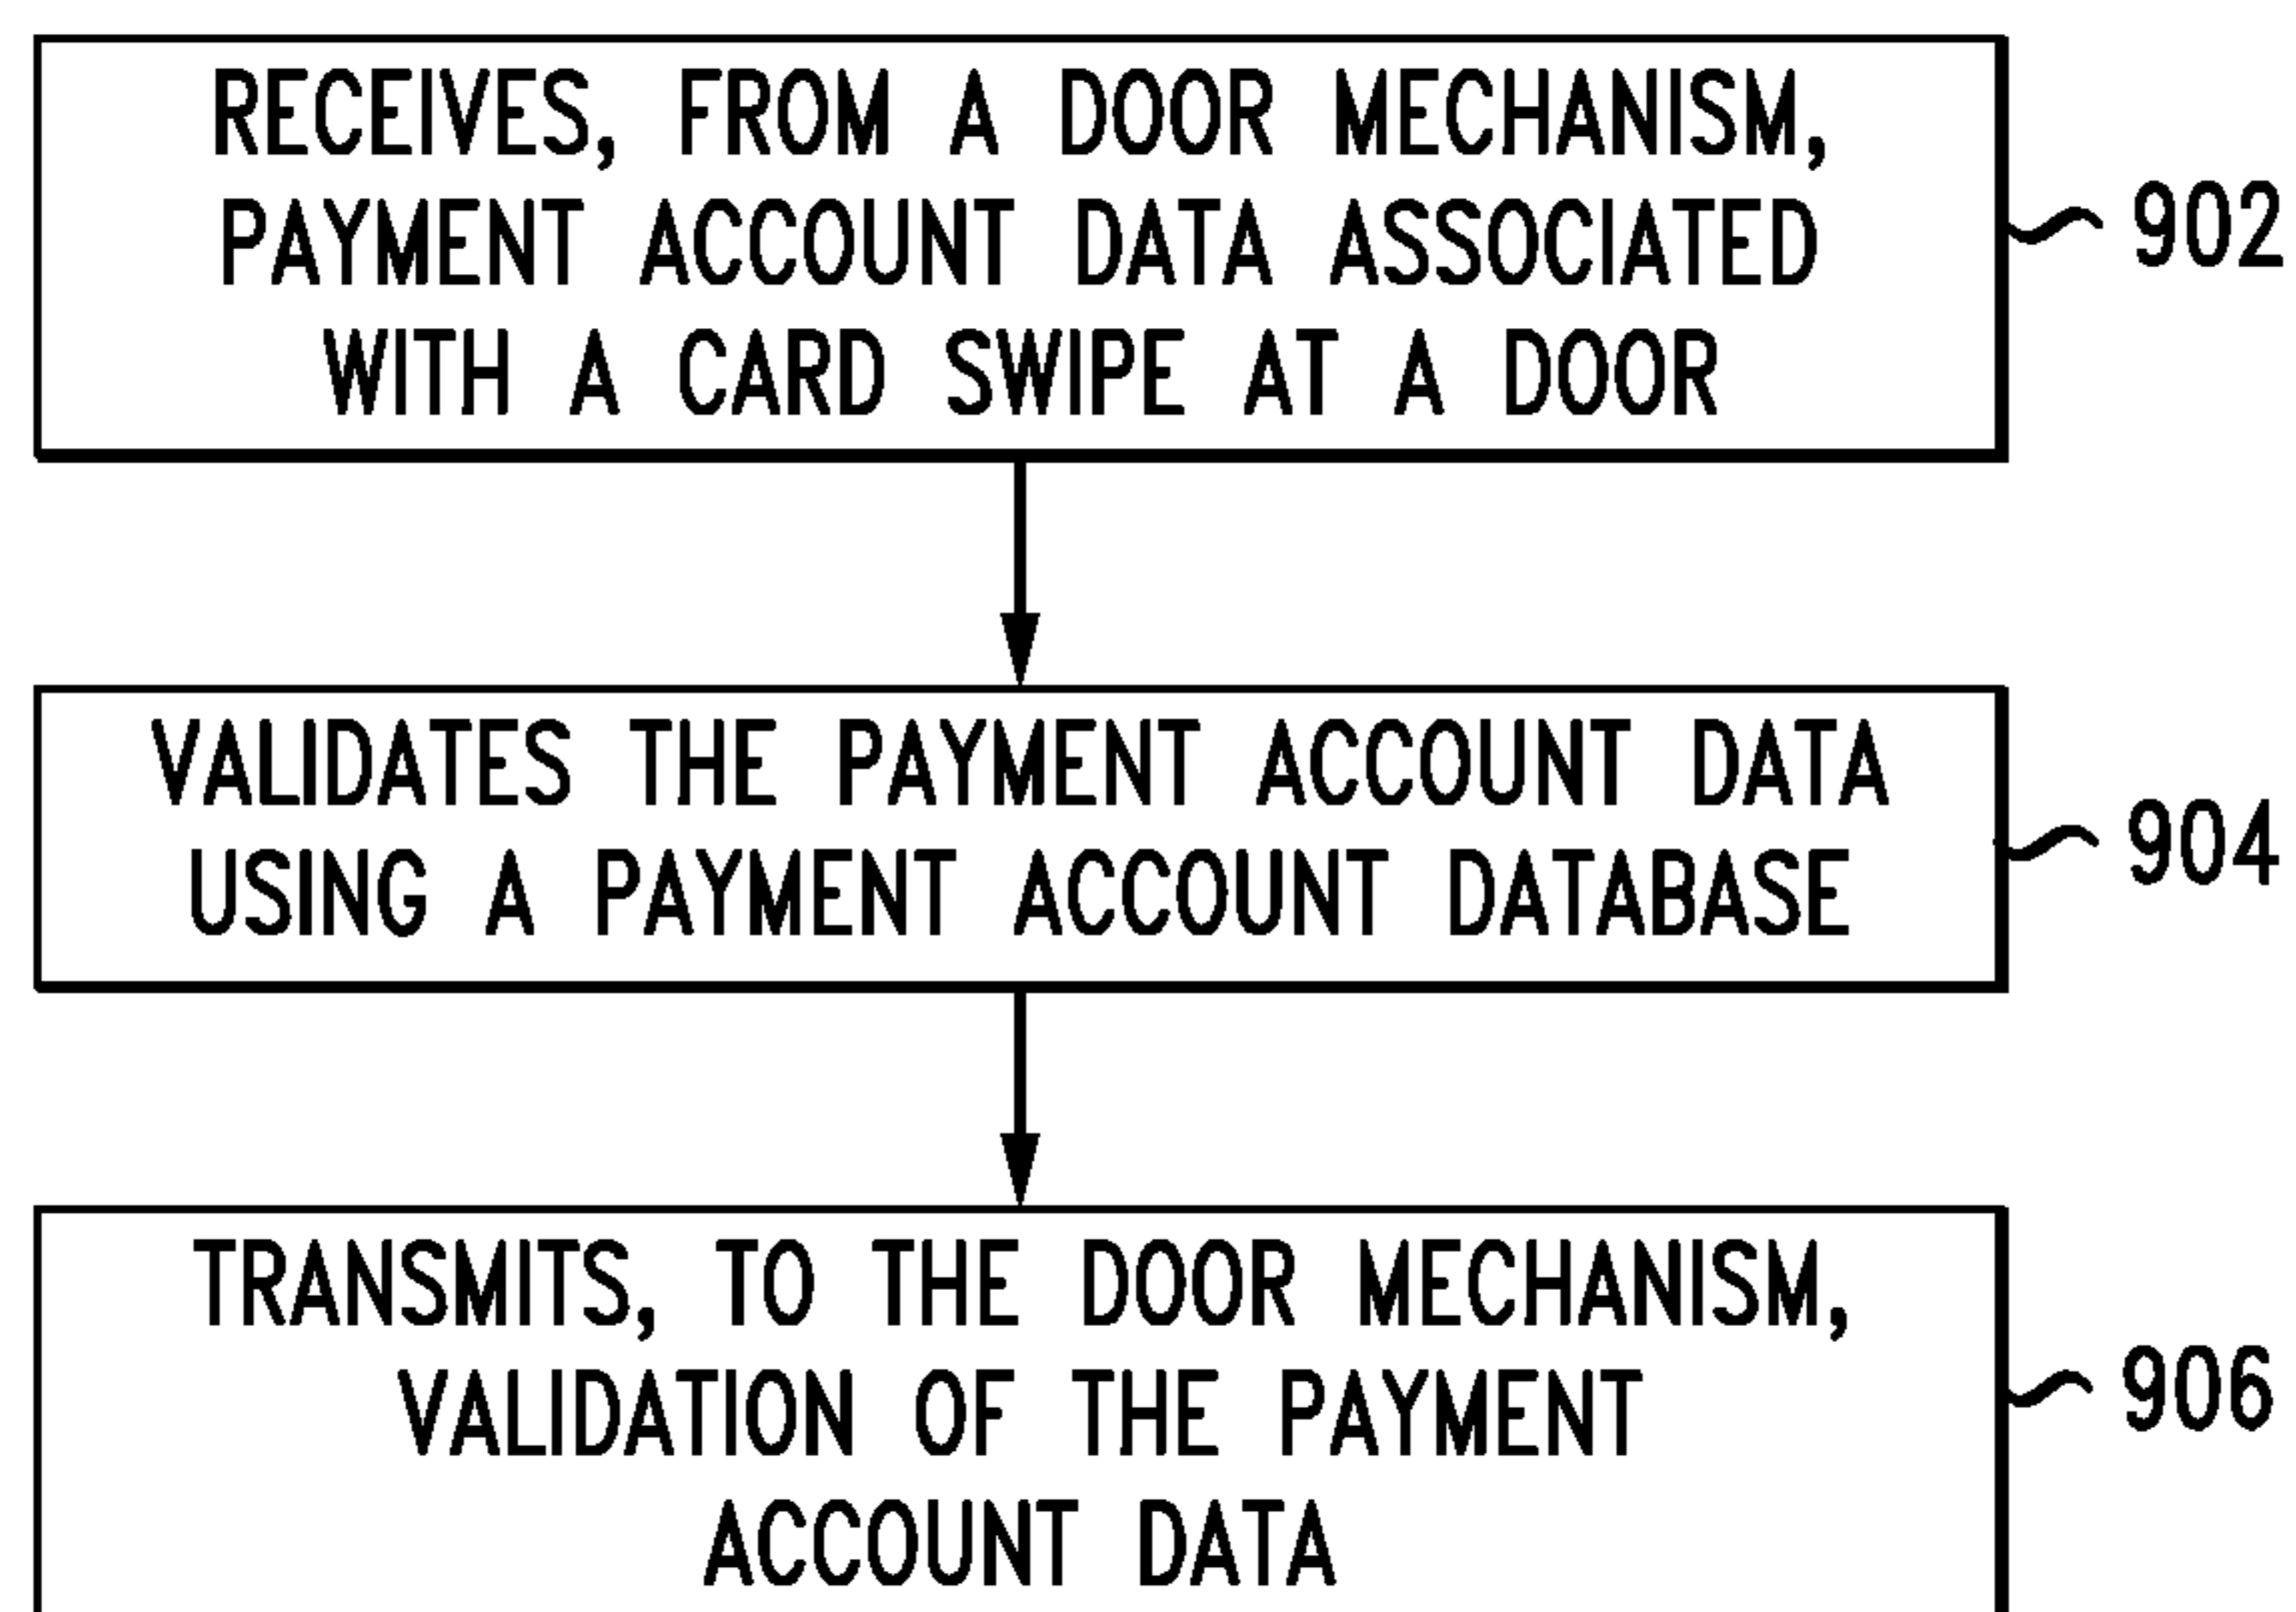 RECEIVES, FROM A DOOR MECHANISM,
PAYMENT ACCOUNT DATA ASSOCIATED
WITH A CARD SWIPE AT A DOOR
902
VALIDATES THE PAYMENT ACCOUNT DATA
USING A PAYMENT ACCOUNT DATABASE
904
TRANSMITS, TO THE DOOR MECHANISM,
VALIDATION OF THE PAYMENT
ACCOUNT DATA
906